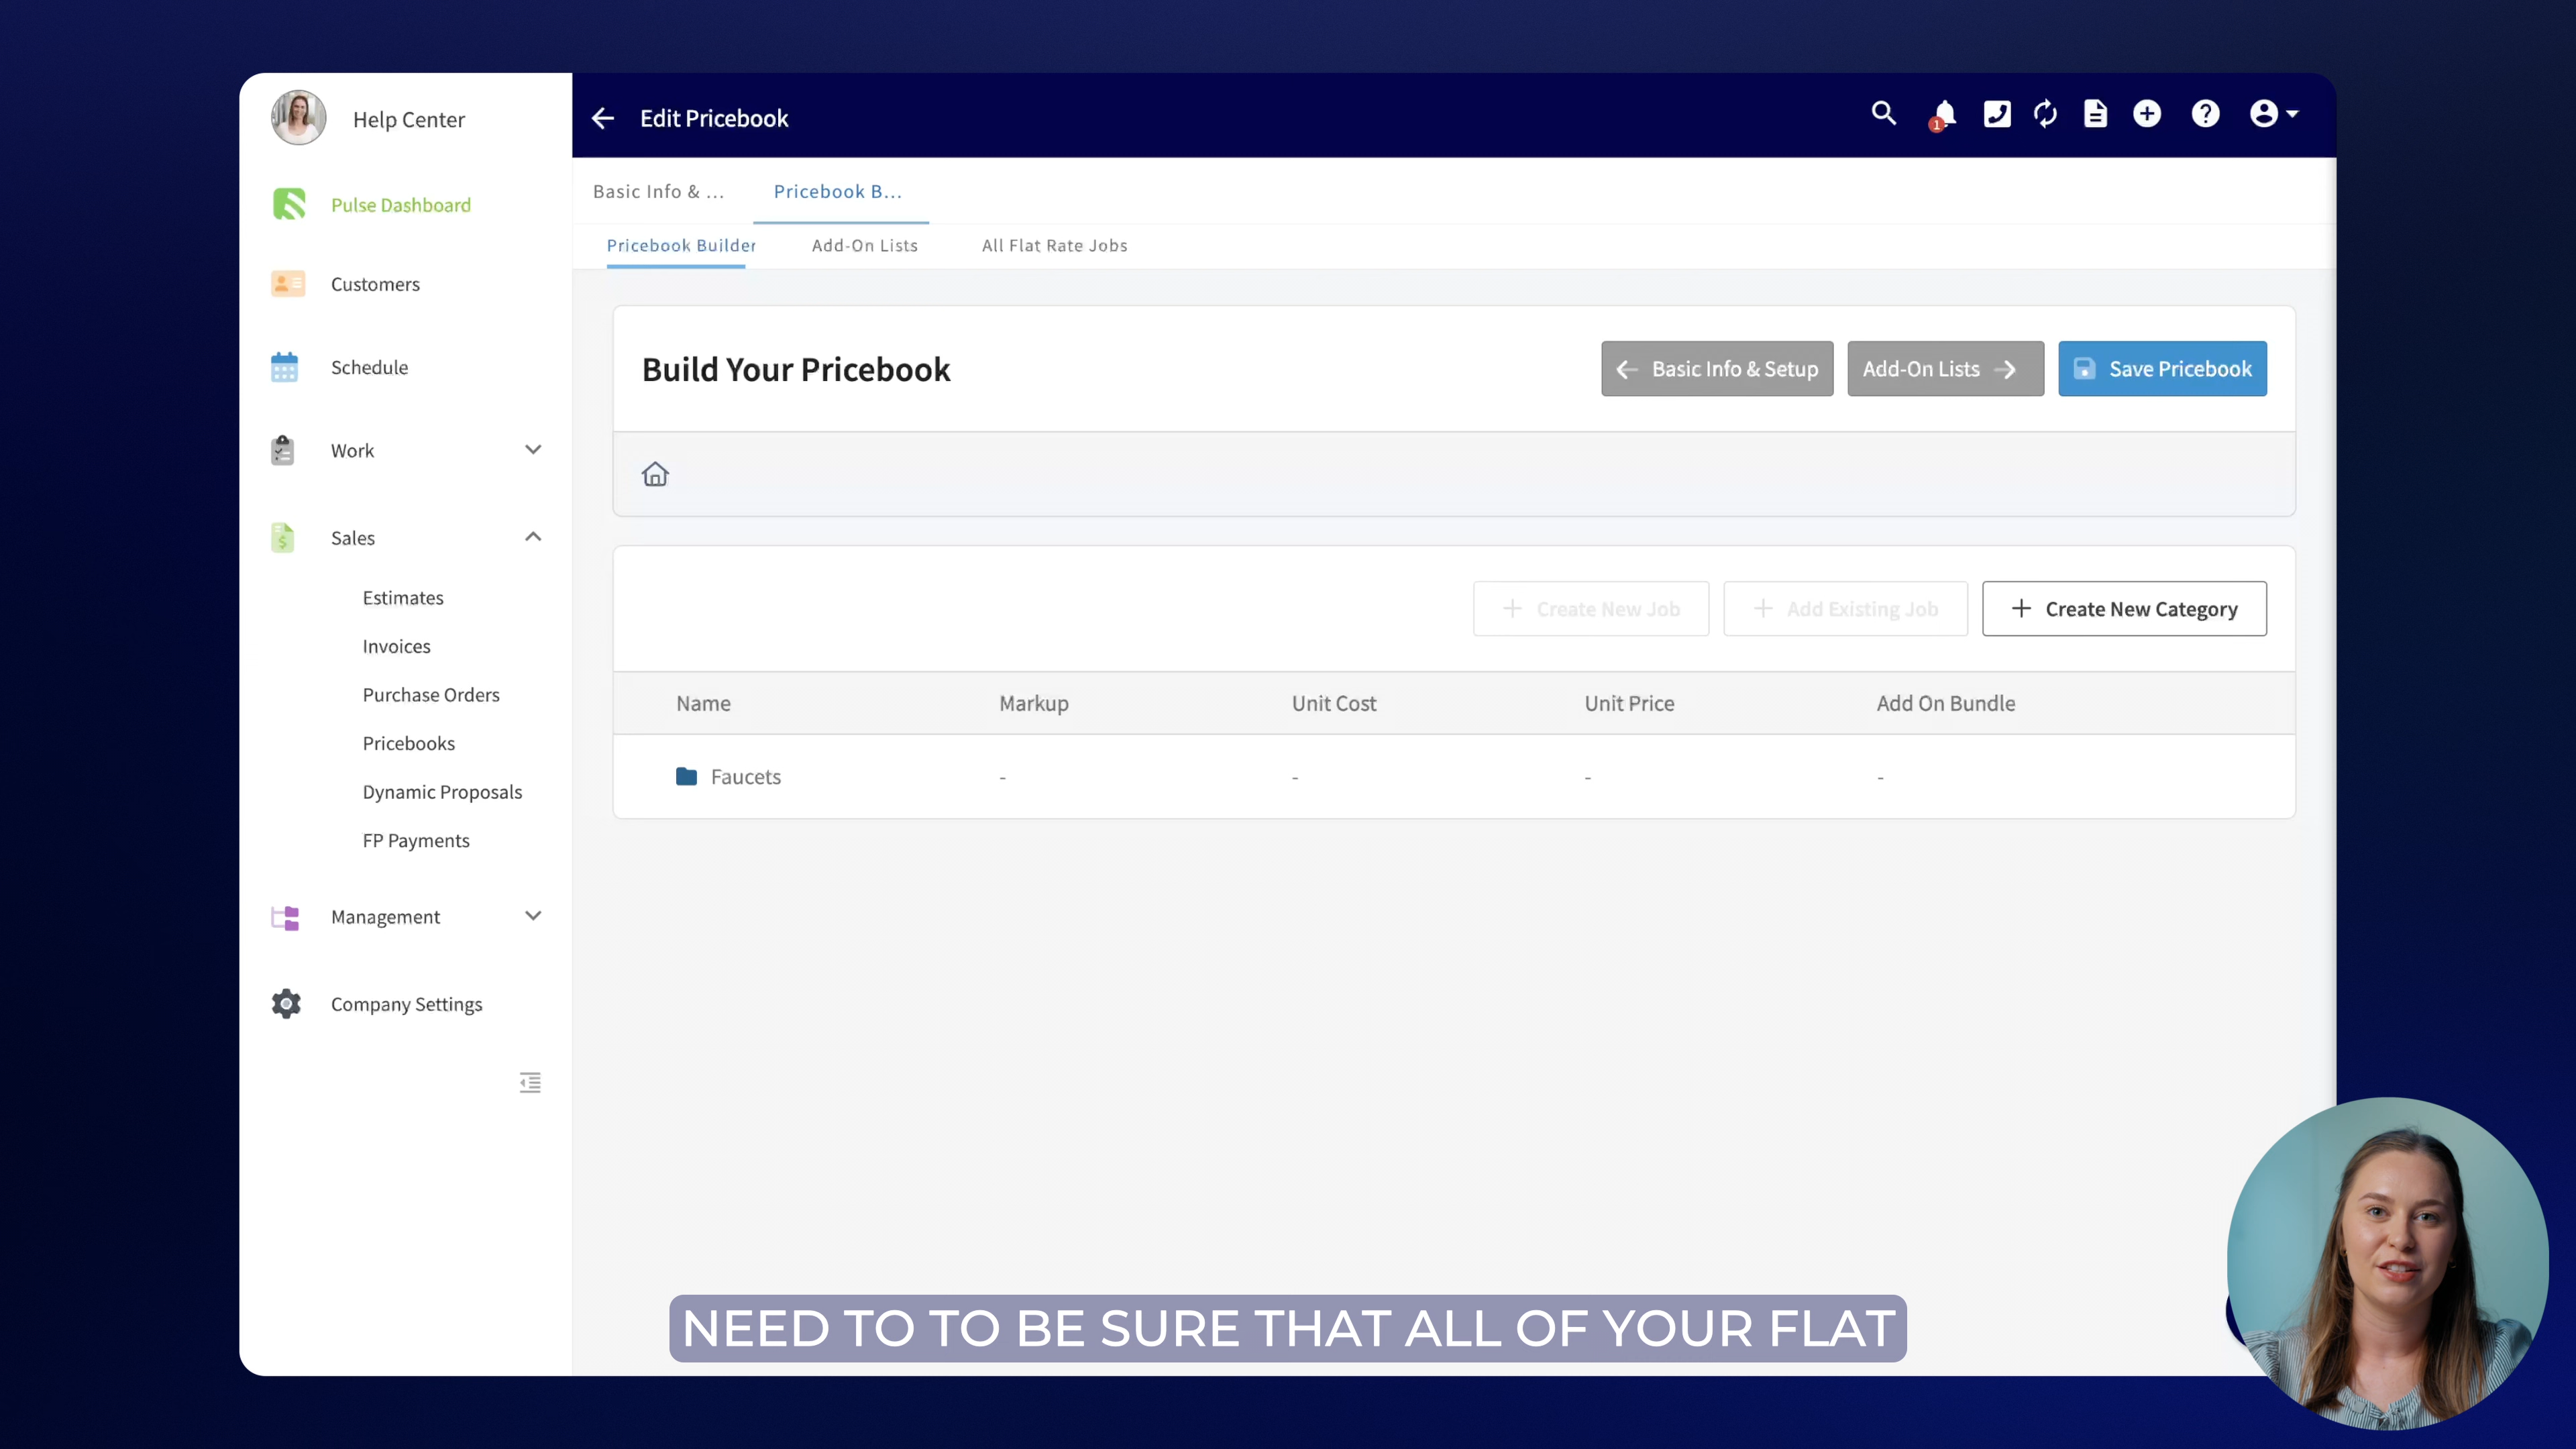 Help Center
Edit Pricebook
1
Pulse Dashboard
Customers
Schedule
Work
Sales
Estimates
Invoices
Purchase Orders
Pricebooks
Dynamic Proposals
FP Payments
Management
Company Settings
Basic Info & ... Pricebook B...
Pricebook Builder Add-On Lists All Flat Rate Jobs
Build Your Pricebook
Basic Info & Setup Add-On Lists Save Pricebook
Create New Job Add Existing Job Create New Category
Name Markup Unit Cost Unit Price Add On Bundle
Faucets - - - -
NEED TO TO BE SURE THAT ALL OF YOUR FLAT